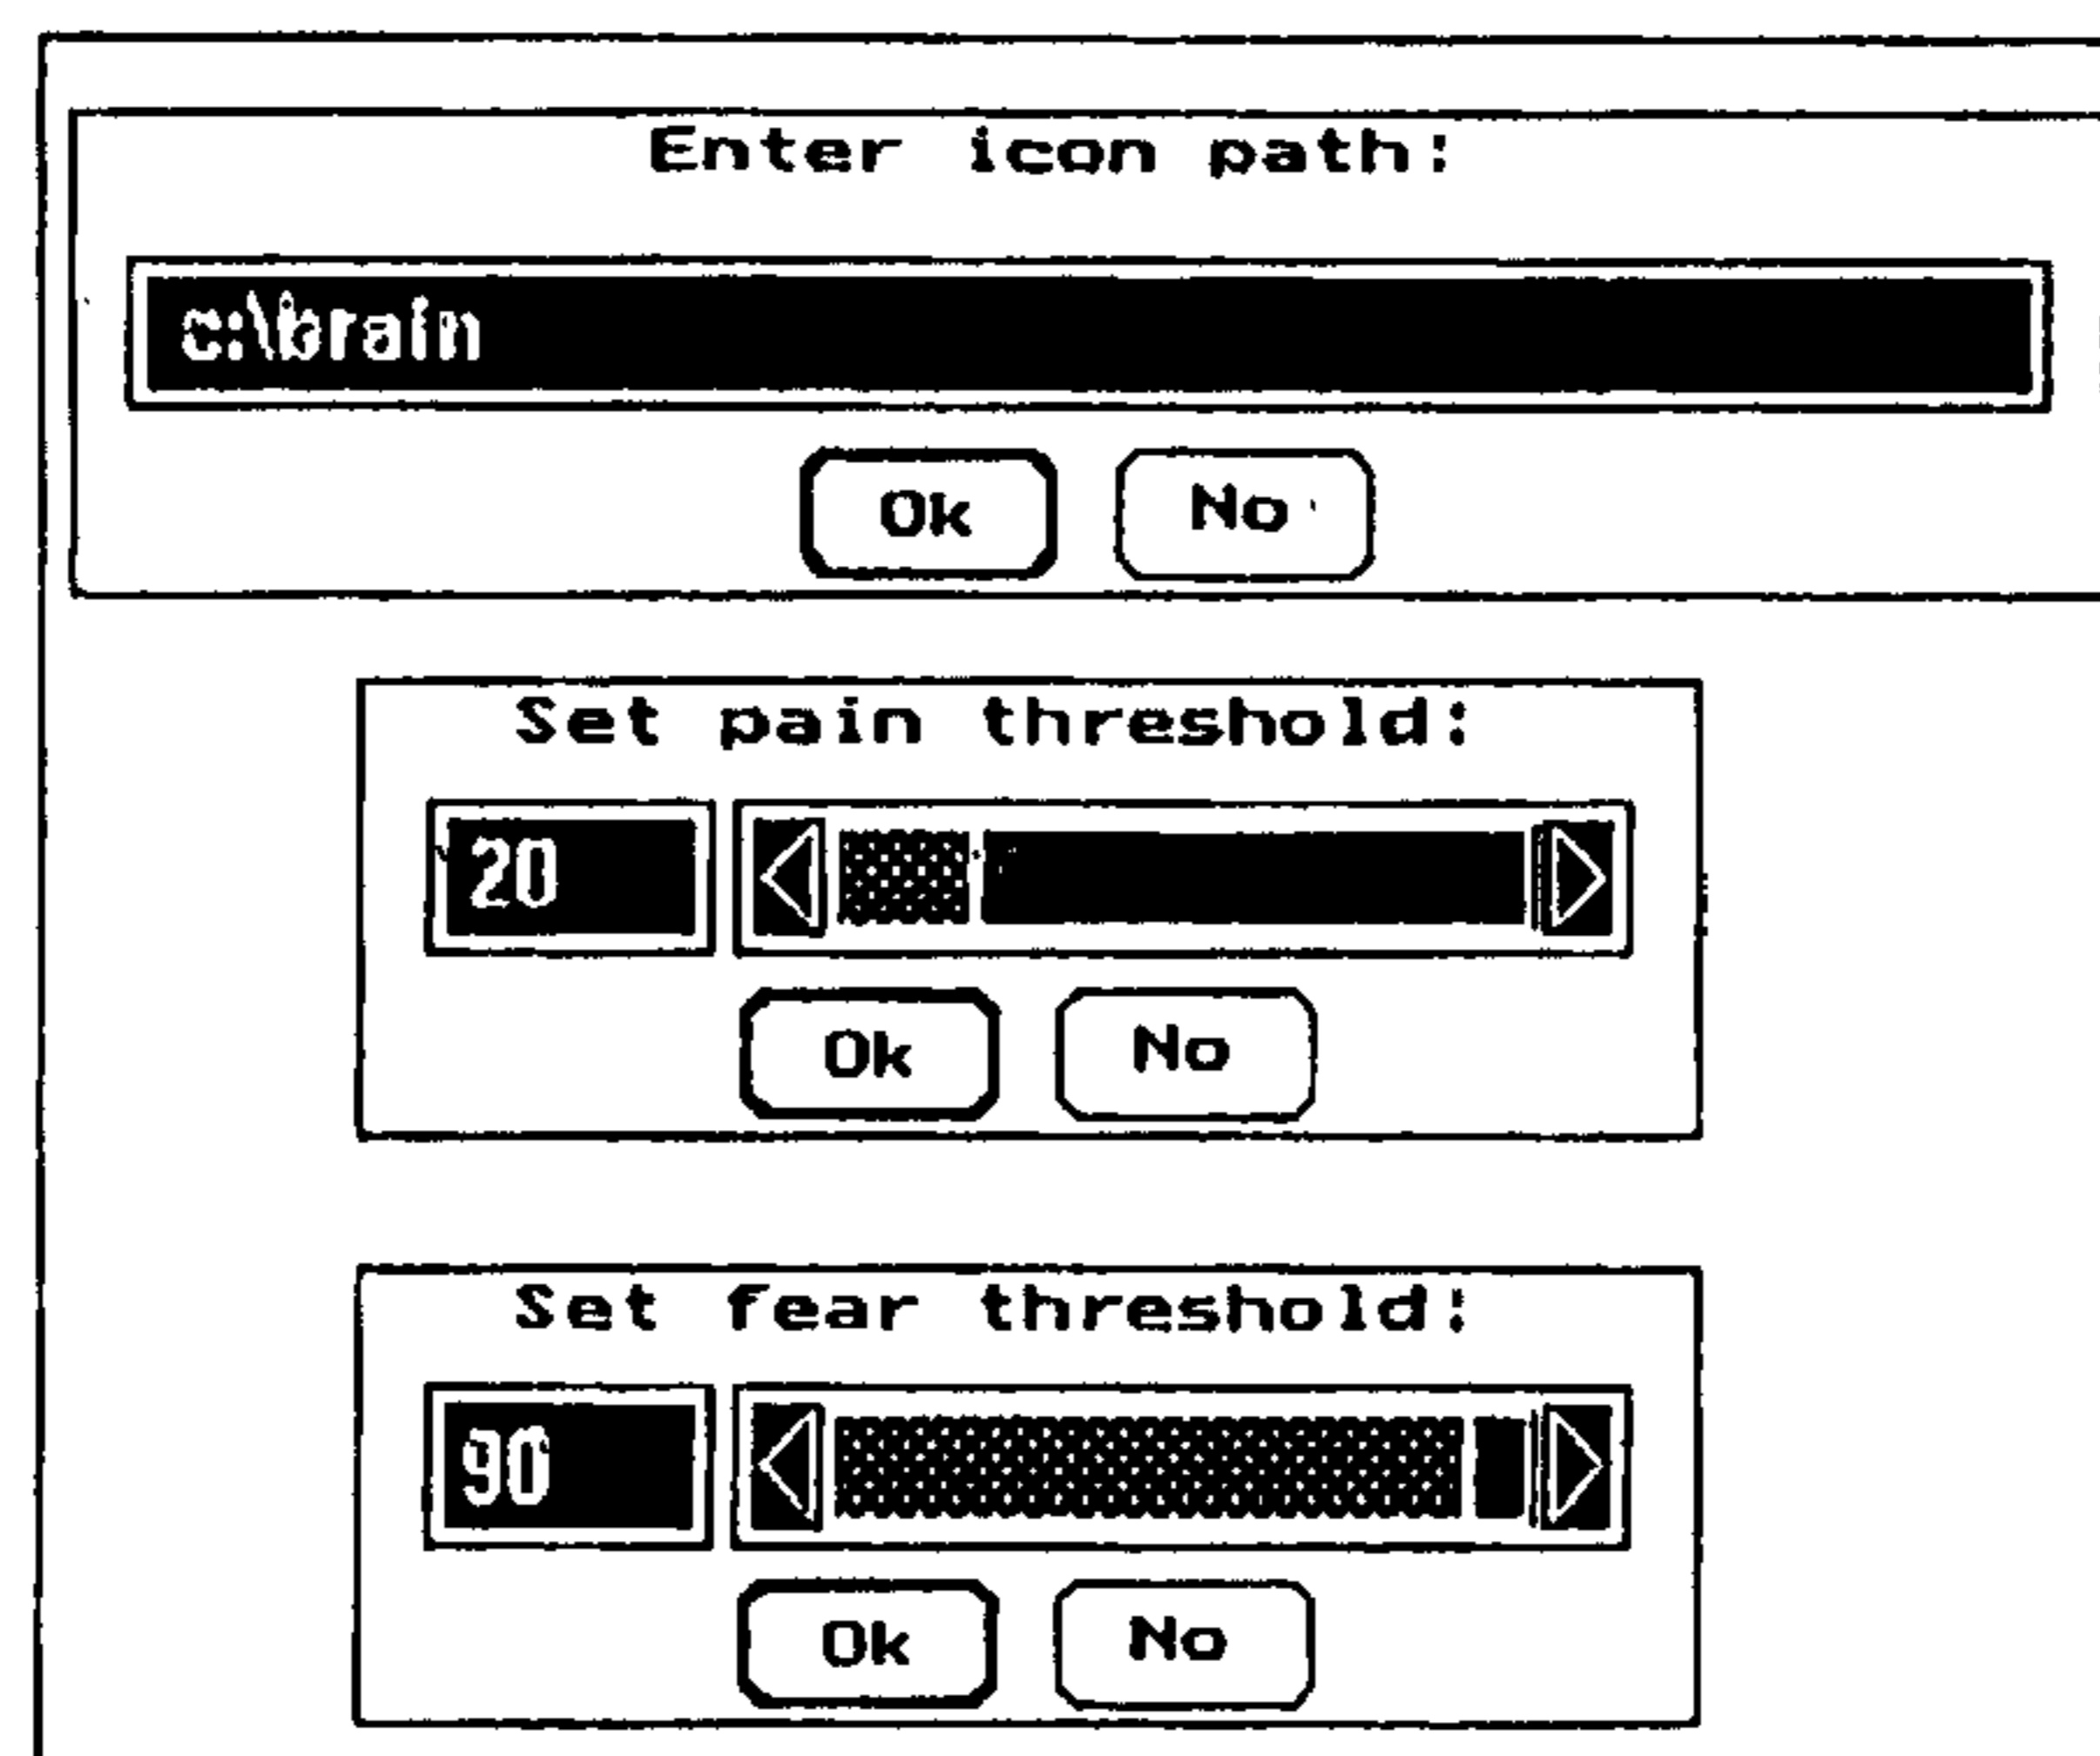 Enter icon path:
c:\brain
Ok No
Set pain threshold:
20
Ok No
Set fear threshold:
90
Ok No